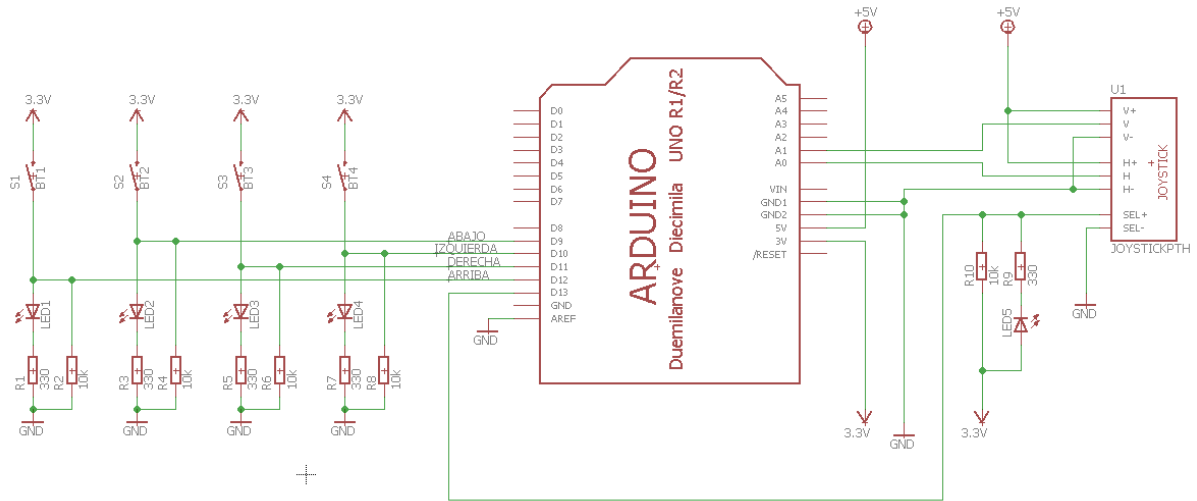 +5V
+5V
3.3V
3.3V
3.3V
3.3V
S1
BT1
S2
BT2
S3
BT3
S4
BT4
ABAJO
IZQUIERDA
DERECHA
ARRIBA
LED1
LED2
LED3
LED4
R1
330
R2
10k
R3
330
R4
10k
R5
330
R6
10k
R7
330
R8
10k
GND
GND
GND
GND
GND
D0
D1
D2
D3
D4
D5
D6
D7
D8
D9
D10
D11
D12
D13
GND
AREF
ARDUINO
Duemilanove Diecimila UNO R1/R2
A5
A4
A3
A2
A1
A0
VIN
GND1
GND2
5V
3V
/RESET
3.3V
GND
R10
10k
R9
330
LED5
3.3V
GND
U1
V+
V
V-
H+
H
H-
SEL+
SEL-
JOYSTICK
JOYSTICKPTH